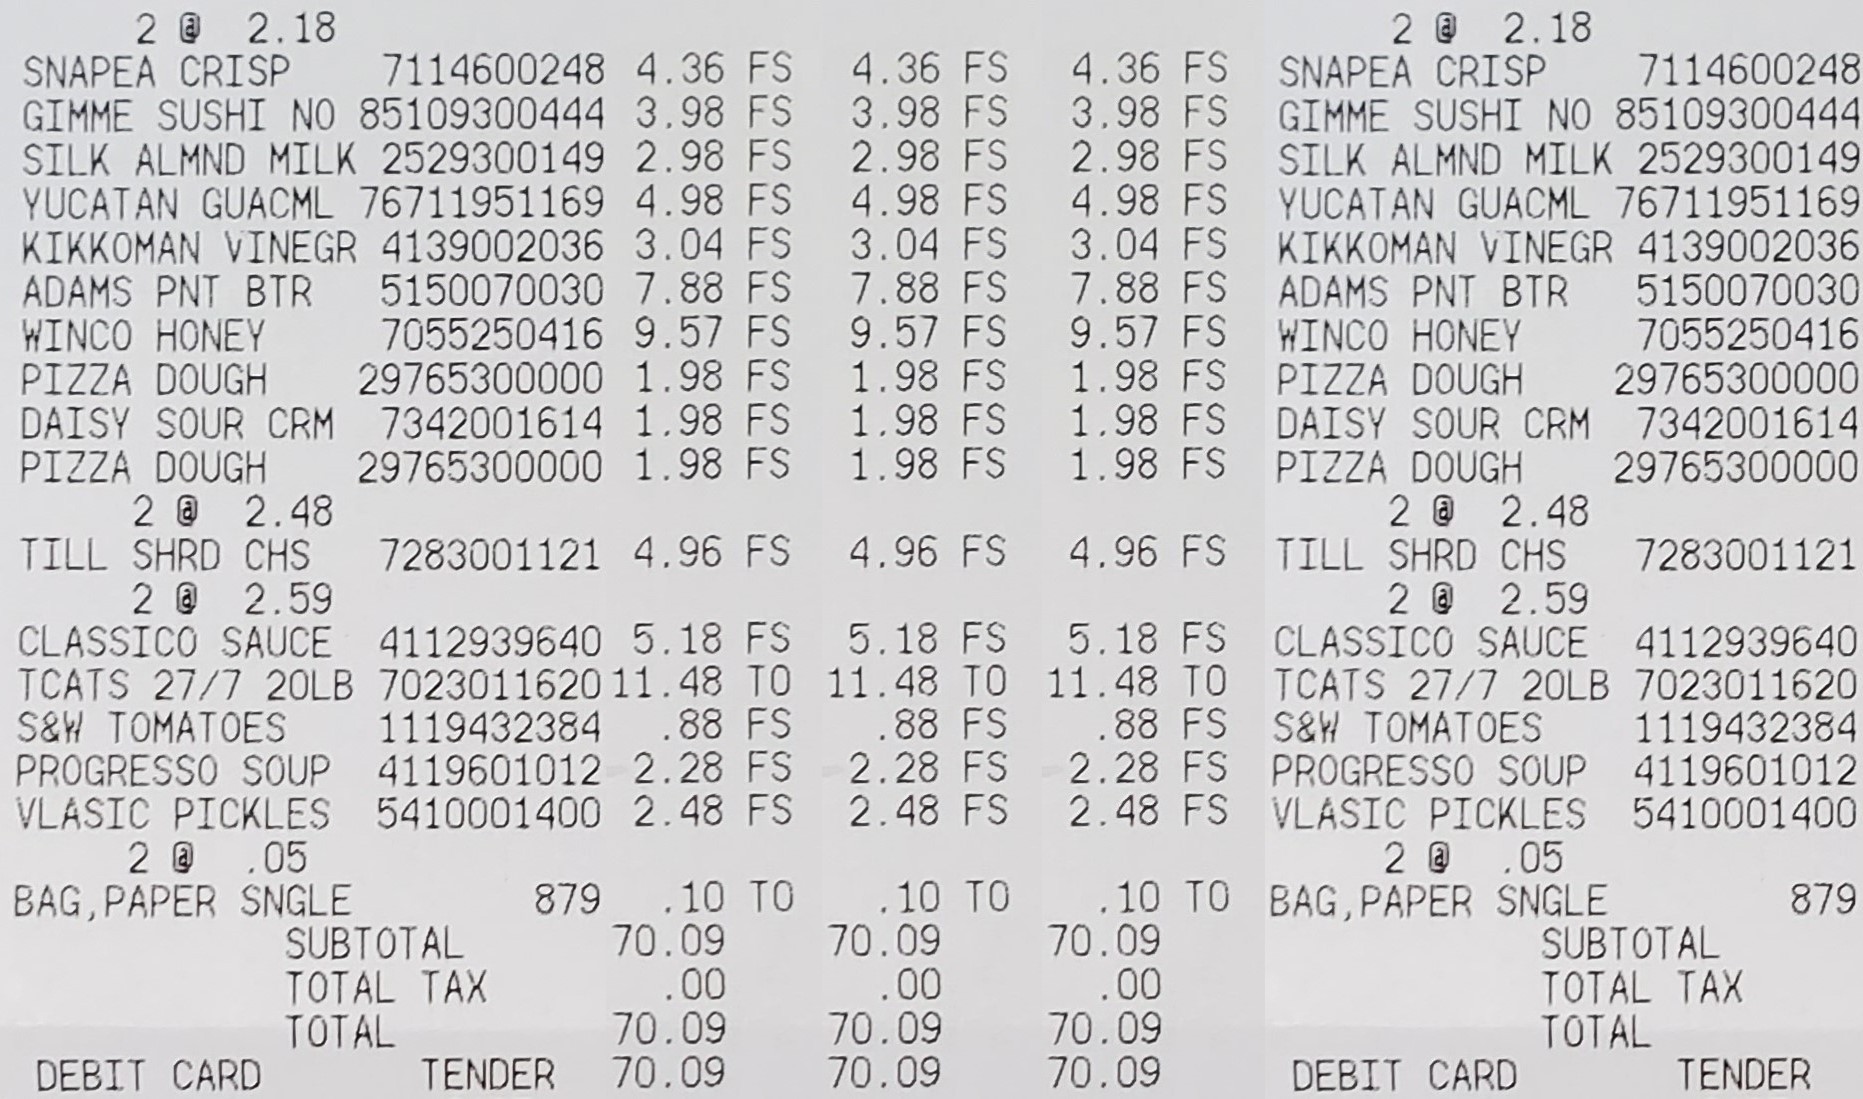 2 @ 2.18 2 @ 2.18
SNAPEA CRISP 7114600248 4.36 FS 4.36 FS 4.36 FS SNAPEA CRISP 7114600248
GIMME SUSHI NO 85109300444 3.98 FS 3.98 FS 3.98 FS GIMME SUSHI NO 85109300444
SILK ALMND MILK 2529300149 2.98 FS 2.98 FS 2.98 FS SILK ALMND MILK 2529300149
YUCATAN GUACML 76711951169 4.98 FS 4.98 FS 4.98 FS YUCATAN GUACML 76711951169
KIKKOMAN VINEGR 4139002036 3.04 FS 3.04 FS 3.04 FS KIKKOMAN VINEGR 4139002036
ADAMS PNT BTR 5150070030 7.88 FS 7.88 FS 7.88 FS ADAMS PNT BTR 5150070030
WINCO HONEY 7055250416 9.57 FS 9.57 FS 9.57 FS WINCO HONEY 7055250416
PIZZA DOUGH 29765300000 1.98 FS 1.98 FS 1.98 FS PIZZA DOUGH 29765300000
DAISY SOUR CRM 7342001614 1.98 FS 1.98 FS 1.98 FS DAISY SOUR CRM 7342001614
PIZZA DOUGH 29765300000 1.98 FS 1.98 FS 1.98 FS PIZZA DOUGH 29765300000
2 @ 2.48 2 @ 2.48
TILL SHRD CHS 7283001121 4.96 FS 4.96 FS 4.96 FS TILL SHRD CHS 7283001121
2 @ 2.59 2 @ 2.59
CLASSICO SAUCE 4112939640 5.18 FS 5.18 FS 5.18 FS CLASSICO SAUCE 4112939640
TCATS 27/7 20LB 7023011620 11.48 TO 11.48 TO 11.48 TO TCATS 27/7 20LB 7023011620
S&W TOMATOES 1119432384 .88 FS .88 FS .88 FS S&W TOMATOES 1119432384
PROGRESSO SOUP 4119601012 2.28 FS 2.28 FS 2.28 FS PROGRESSO SOUP 4119601012
VLASIC PICKLES 5410001400 2.48 FS 2.48 FS 2.48 FS VLASIC PICKLES 5410001400
2 @ .05 2 @ .05
BAG,PAPER SNGLE 879 .10 TO .10 TO .10 TO BAG,PAPER SNGLE 879
SUBTOTAL 70.09 70.09 70.09 SUBTOTAL
TOTAL TAX .00 .00 .00 TOTAL TAX
TOTAL 70.09 70.09 70.09 TOTAL
DEBIT CARD TENDER 70.09 70.09 70.09 DEBIT CARD TENDER